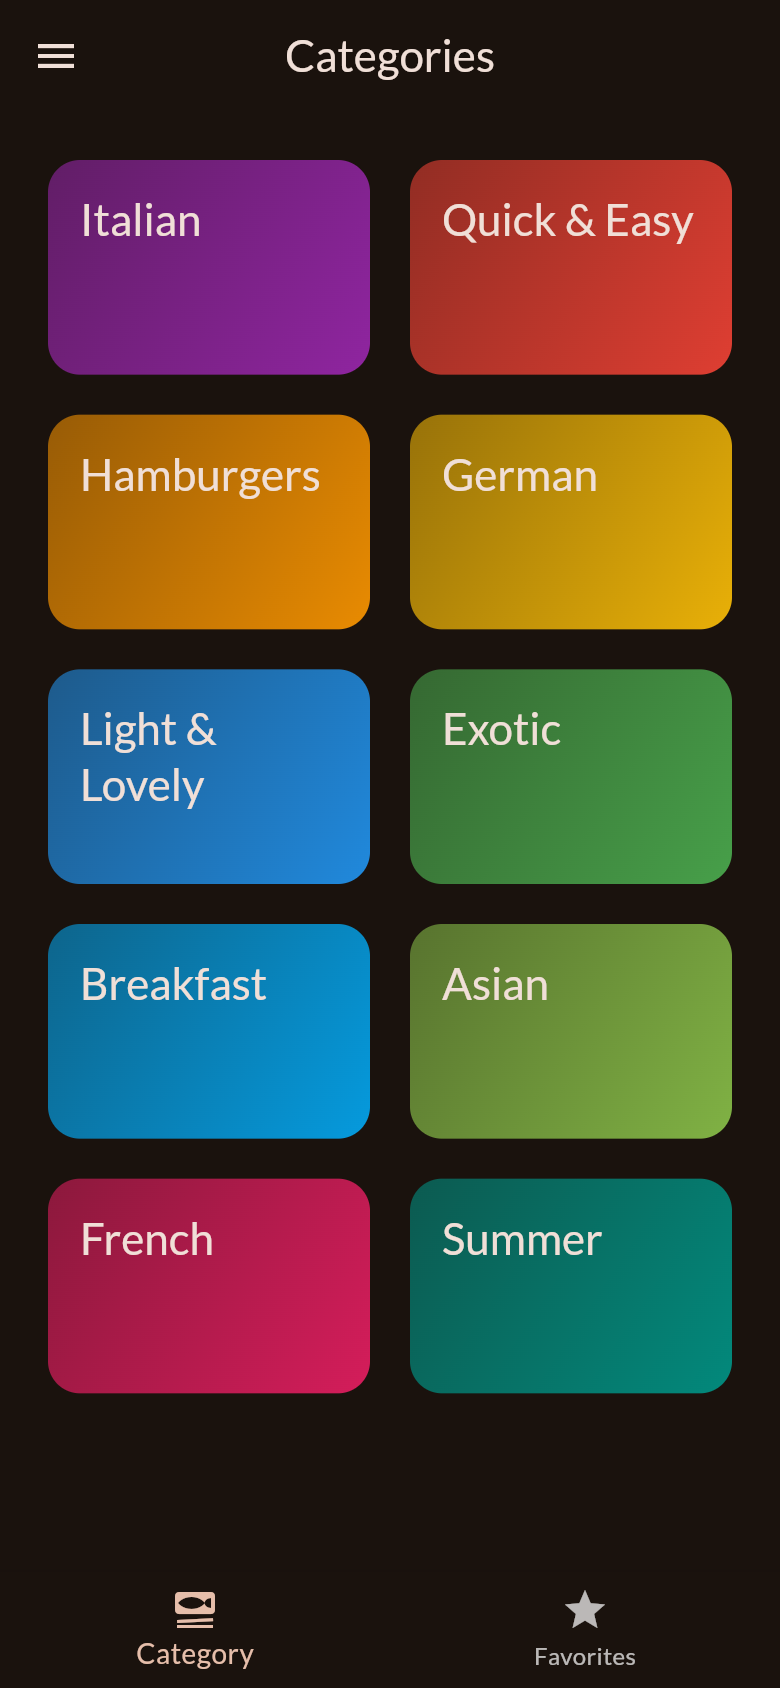 Categories
Italian
Quick & Easy
Hamburgers
German
Light &
Lovely
Exotic
Breakfast
Asian
French
Summer
Category
Favorites